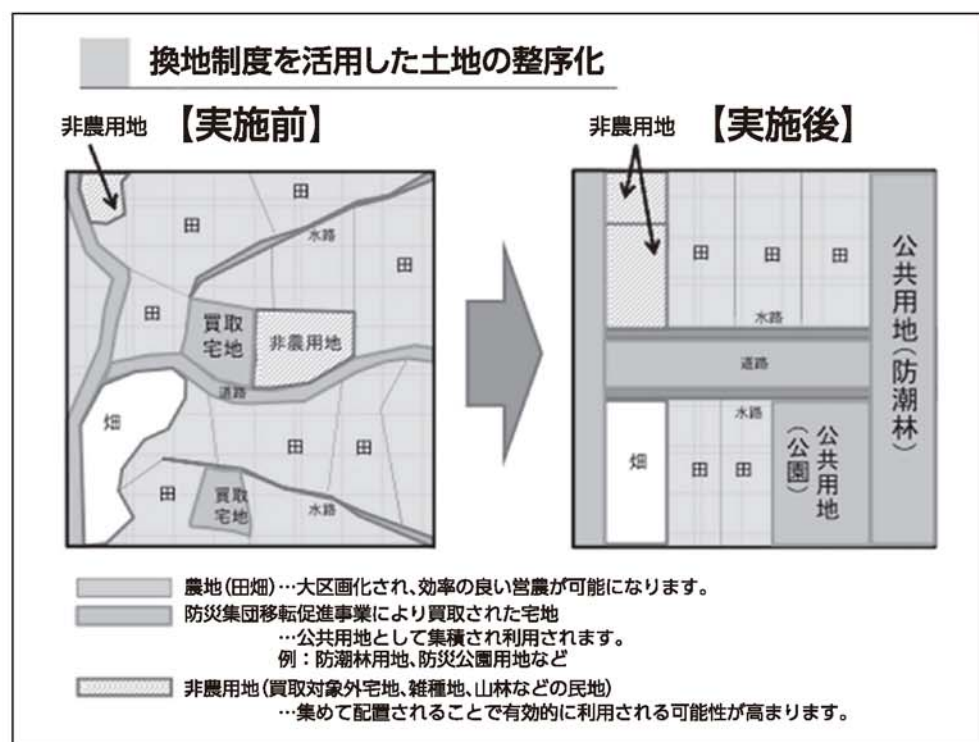 換地制度を活用した土地の整序化
非農用地
【実施前】
田
田
水路
田
田
買取
宅地
非農用地
道路
畑
田
田
田
買取
宅地
水路
非農用地
【実施後】
田
田
田
水路
道路
水路
畑
田
田
公共用地
(公園)
公共用地(防潮林)
農地(田畑)…大区画化され、効率の良い営農が可能になります。
防災集団移転促進事業により買取された宅地
…公共用地として集積され利用されます。
例：防潮林用地、防災公園用地など
非農用地(買取対象外宅地、雑種地、山林などの民地)
…集めて配置されることで有効的に利用される可能性が高まります。